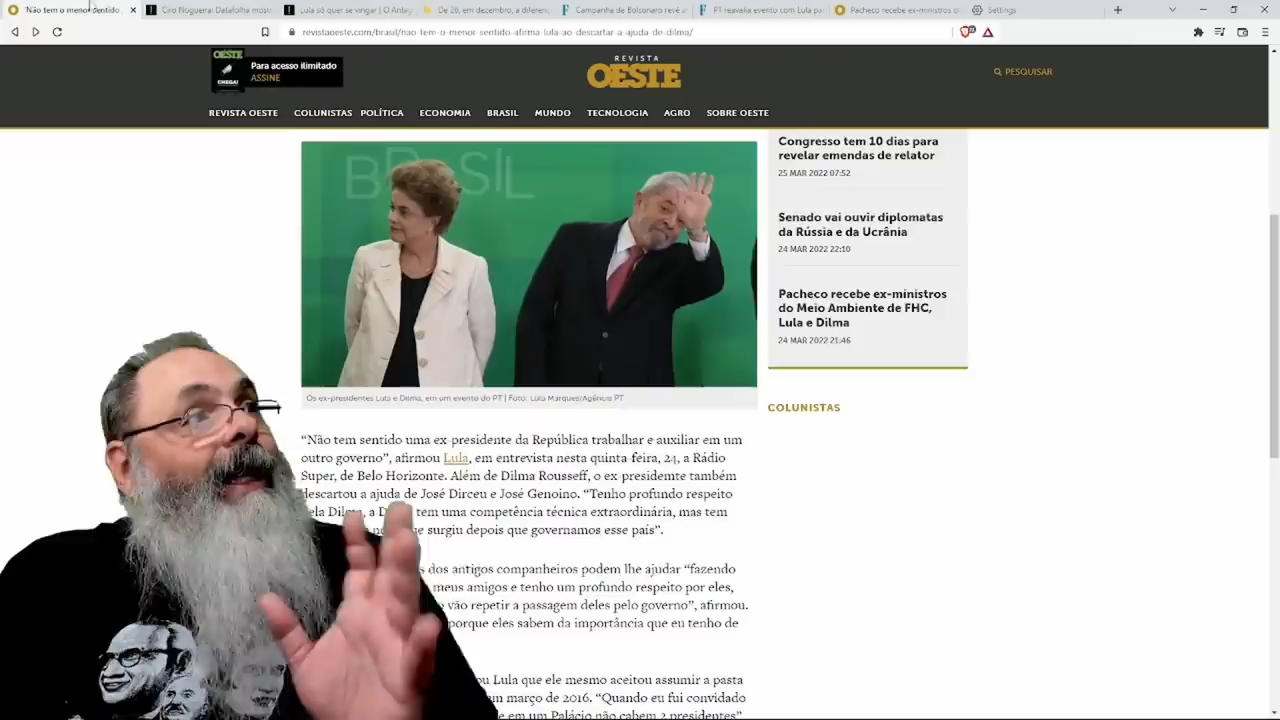 Não tem o menor sentido
Ciro Nogueira: Datafolha most
Lula só quer se vingar | O Antag
De 26, em dezembro, a diferen
Campanha de Bolsonaro revê
PT reavalia evento com Lula pa
Pacheco recebe ex-ministros d
Settings
revistaoeste.com/brasil/nao-tem-o-menor-sentido-afirma-lula-ao-descartar-a-ajuda-de-dilma/
OESTE
CHEGA!
Para acesso ilimitado
ASSINE
REVISTA
OESTE
PESQUISAR
REVISTA OESTE COLUNISTAS POLÍTICA ECONOMIA BRASIL MUNDO TECNOLOGIA AGRO SOBRE OESTE
BRASIL
Os ex-presidentes Lula e Dilma, em um evento do PT | Foto: Lula Marques/Agência PT
“Não tem sentido uma ex-presidente da República trabalhar e auxiliar em um
outro governo”, afirmou Lula, em entrevista nesta quinta-feira, 24, a Rádio
Super, de Belo Horizonte. Além de Dilma Rousseff, o ex-presidente também
descartou a ajuda de José Dirceu e José Genoino. “Tenho profundo respeito
pela Dilma, a tem uma competência técnica extraordinária, mas tem
surgiu depois que governamos esse país”.
dos antigos companheiros podem lhe ajudar “fazendo
meus amigos e tenho um profundo respeito por eles,
vão repetir a passagem deles pelo governo”, afirmou.
porque eles sabem da importância que eu tenho de
Lula que ele mesmo aceitou assumir a pasta
março de 2016. “Quando eu fui convidado
e em um Palácio não cabem 2 presidentes”
Congresso tem 10 dias para
revelar emendas de relator
25 MAR 2022 07:52
Senado vai ouvir diplomatas
da Rússia e da Ucrânia
24 MAR 2022 22:10
Pacheco recebe ex-ministros
do Meio Ambiente de FHC,
Lula e Dilma
24 MAR 2022 21:46
COLUNISTAS